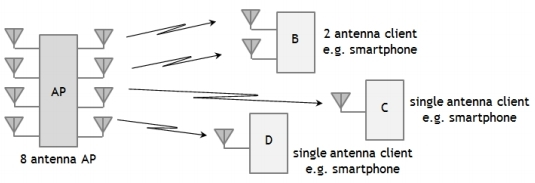 B
2 antenna client
e.g. smartphone
AP
C
single antenna client
e.g. smartphone
D
8 antenna AP
single antenna client
e.g. smartphone